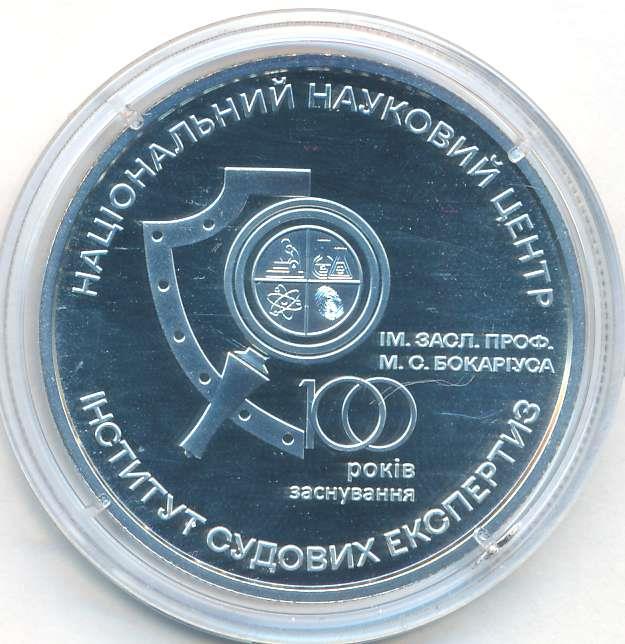 НАЦІОНАЛЬНИЙ НАУКОВИЙ ЦЕНТР
ІМ. ЗАСЛ. ПРОФ.
М. С. БОКАРІУСА
100
років
заснування
ІНСТИТУТ СУДОВИХ ЕКСПЕРТИЗ